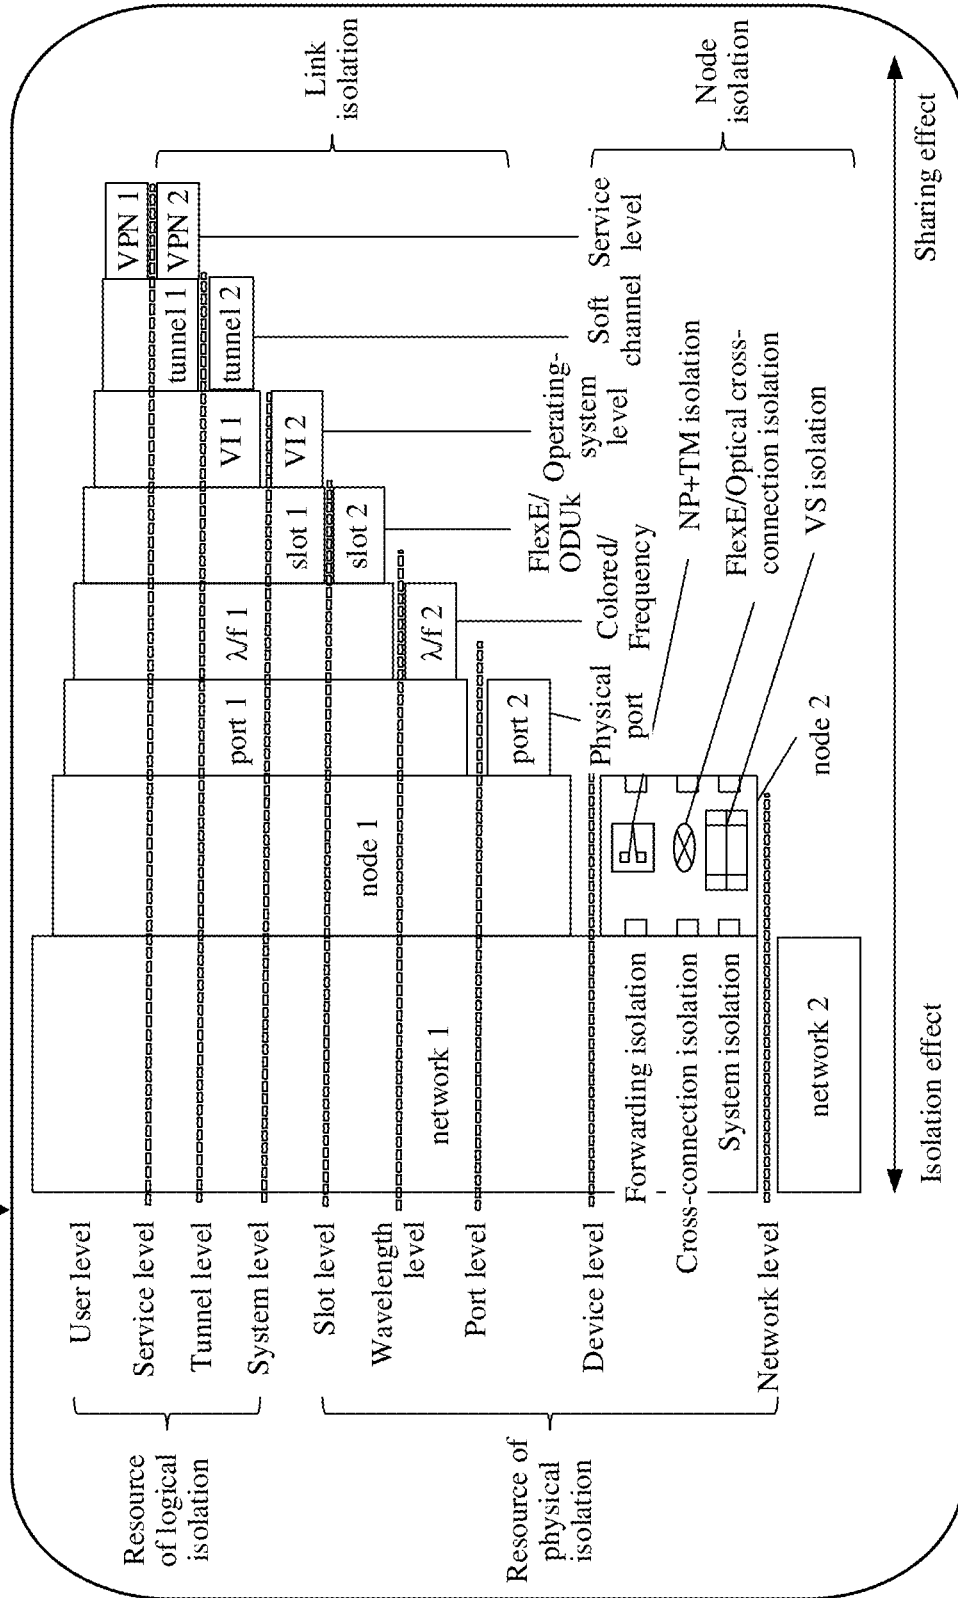 Resource
of logical
isolation
Resource of
physical
isolation
User level
Service level
Tunnel level
System level
Slot level
Wavelength
level
Port level
Device level
Network level
network 1
Forwarding isolation
Cross-connection isolation
System isolation
network 2
node 1
port 1
port 2
λ/f 1
λ/f 2
slot 1
slot 2
VI 1
VI 2
tunnel 1
tunnel 2
VPN 1
VPN 2
Physical
port
Colored/
Frequency
FlexE/
ODUk
Operating-
system
level
Soft
channel
Service
level
node 2
NP+TM isolation
FlexE/Optical cross-
connection isolation
VS isolation
Link
isolation
Node
isolation
Isolation effect
Sharing effect